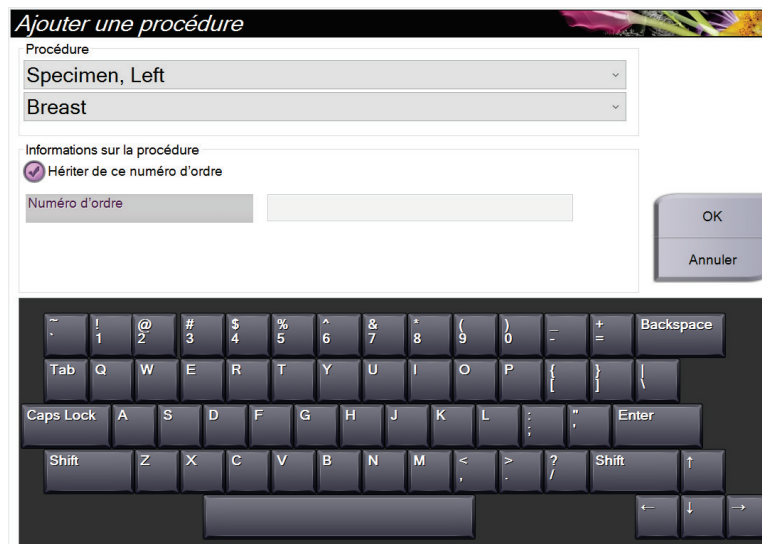 Ajouter une procédure
Procédure
Specimen, Left
Breast
Informations sur la procédure
Hériter de ce numéro d'ordre
Numéro d'ordre
OK
Annuler
~ ! @ # $ % ^ & * ( ) _ + Backspace
` 1 2 3 4 5 6 7 8 9 0 - =
Tab Q W E R T Y U I O P { } |
[ ] \
Caps Lock A S D F G H J K L : " Enter
; '
Shift Z X C V B N M < > ? Shift ↑
, . /
← ↓ →